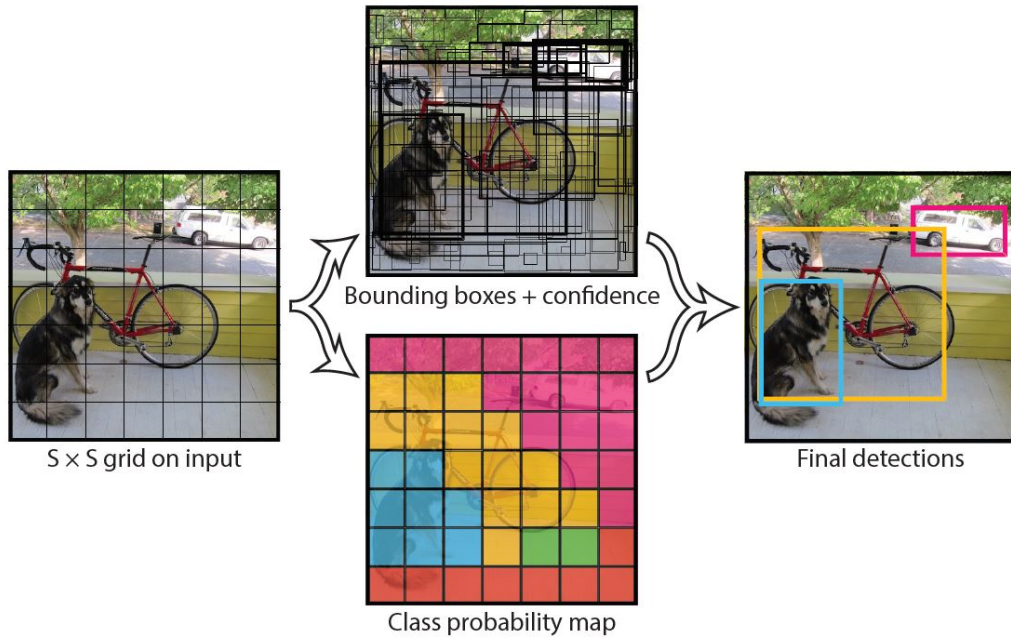 S × S grid on input
Bounding boxes + confidence
Class probability map
Final detections